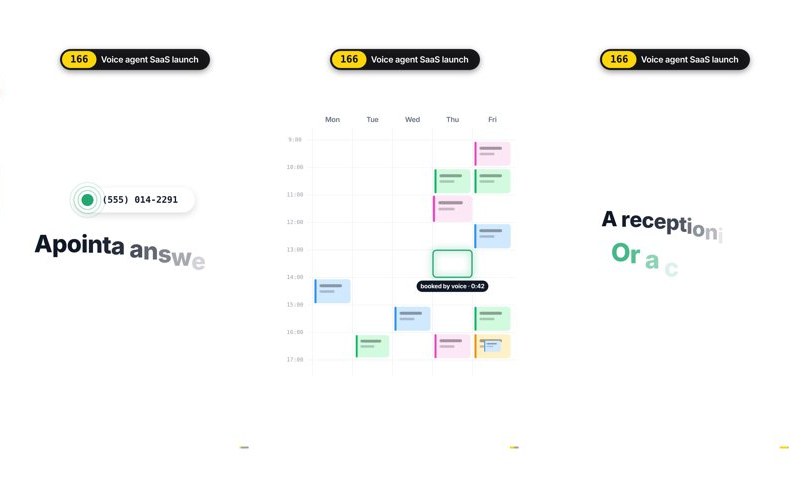 166 Voice agent SaaS launch
(555) 014-2291
Apointa answe
166 Voice agent SaaS launch
Mon Tue Wed Thu Fri
9:00
10:00
11:00
12:00
13:00
14:00
booked by voice · 0:42
15:00
16:00
17:00
166 Voice agent SaaS launch
A receptioni
Or a c